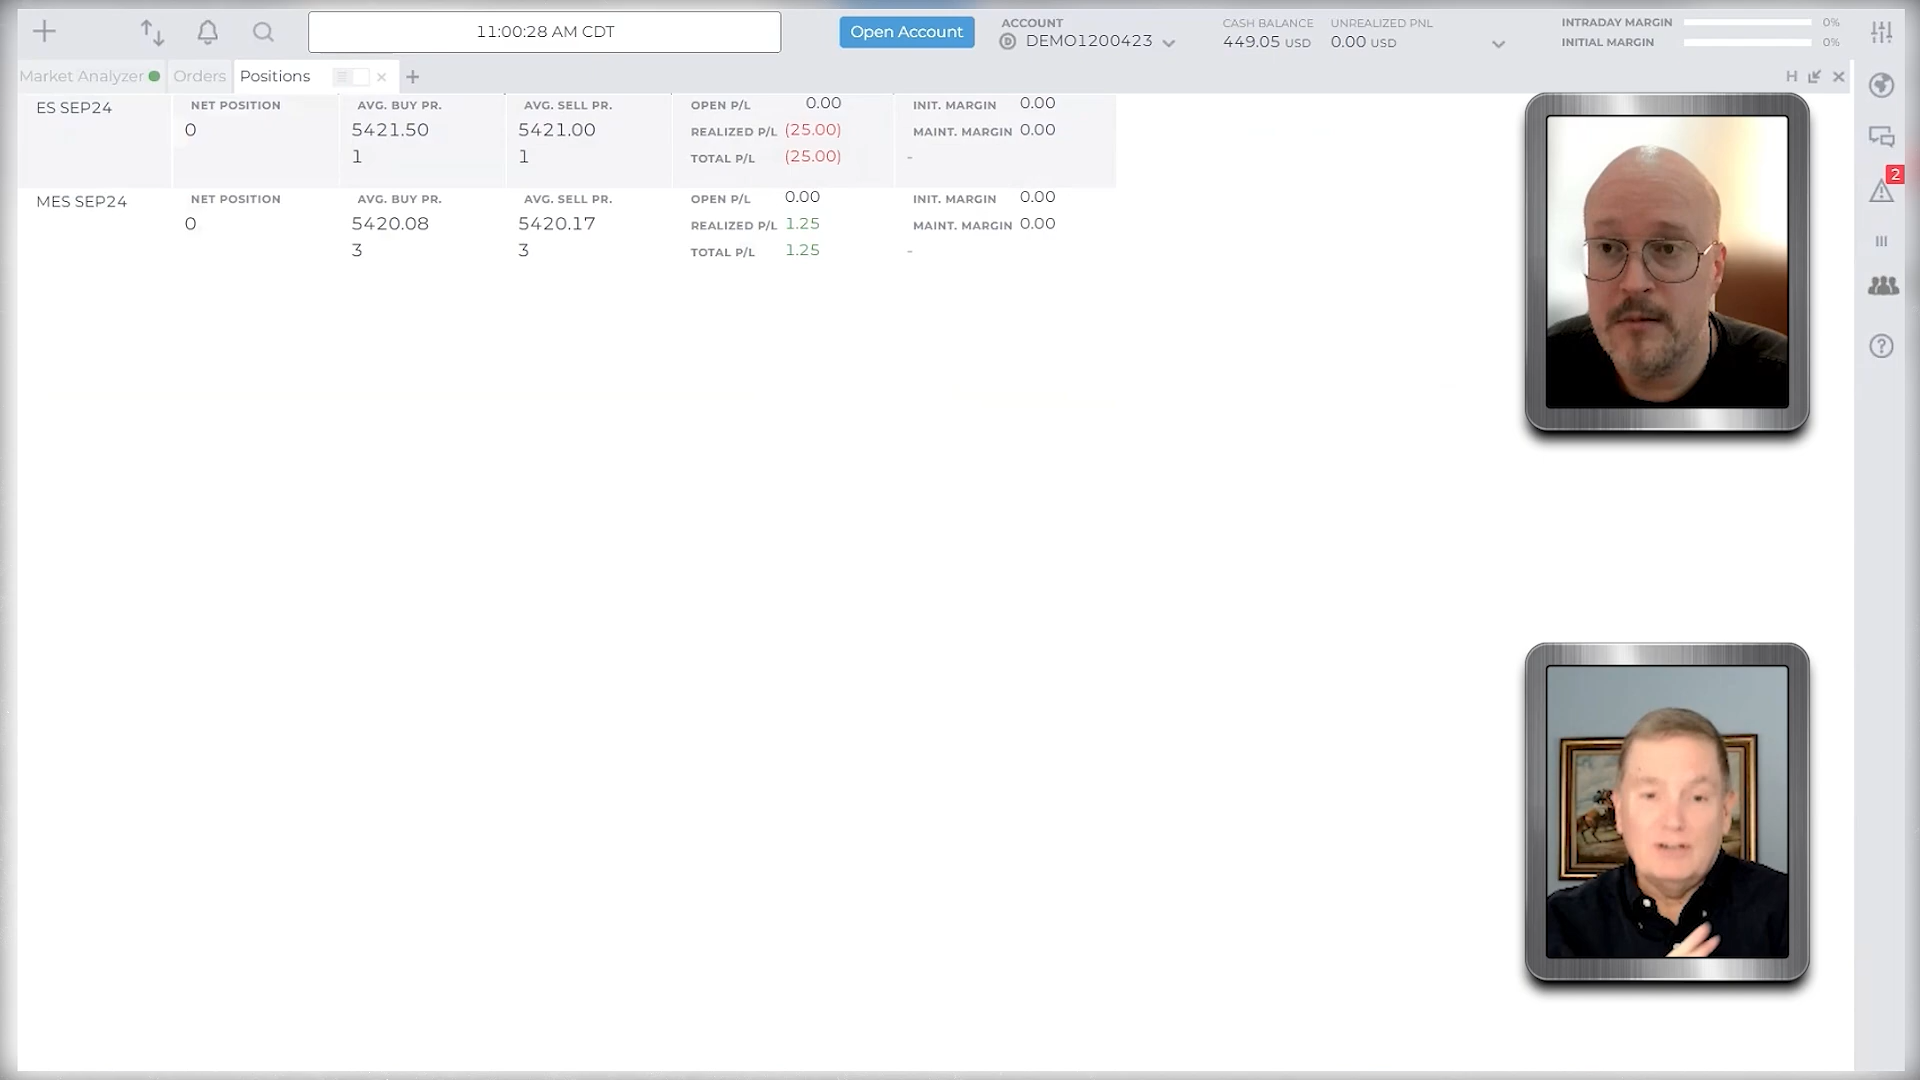 11:00:28 AM CDT
Open Account
ACCOUNT
D DEMO1200423
CASH BALANCE
449.05 USD
UNREALIZED PNL
0.00 USD
INTRADAY MARGIN 0%
INITIAL MARGIN 0%
Market Analyzer Orders Positions
H
2
ES SEP24
NET POSITION
0
AVG. BUY PR.
5421.50
1
AVG. SELL PR.
5421.00
1
OPEN P/L 0.00
REALIZED P/L (25.00)
TOTAL P/L (25.00)
INIT. MARGIN 0.00
MAINT. MARGIN 0.00
-
MES SEP24
NET POSITION
0
AVG. BUY PR.
5420.08
3
AVG. SELL PR.
5420.17
3
OPEN P/L 0.00
REALIZED P/L 1.25
TOTAL P/L 1.25
INIT. MARGIN 0.00
MAINT. MARGIN 0.00
-